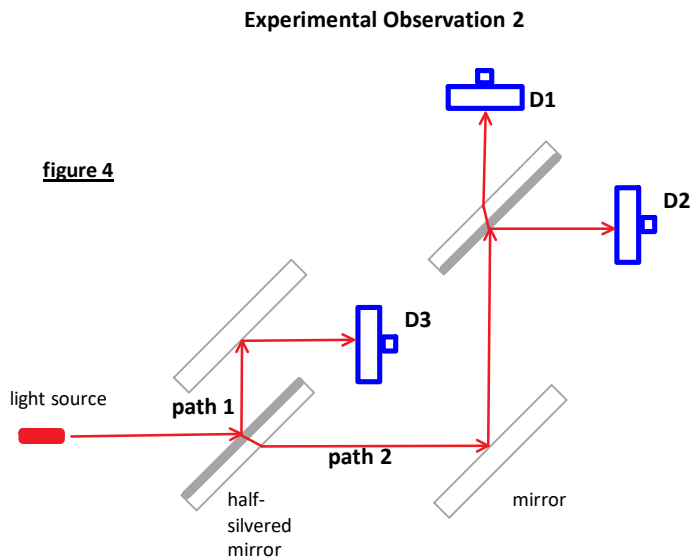 Experimental Observation 2
D1
figure 4
D2
D3
light source
path 1
path 2
half-
silvered
mirror
mirror